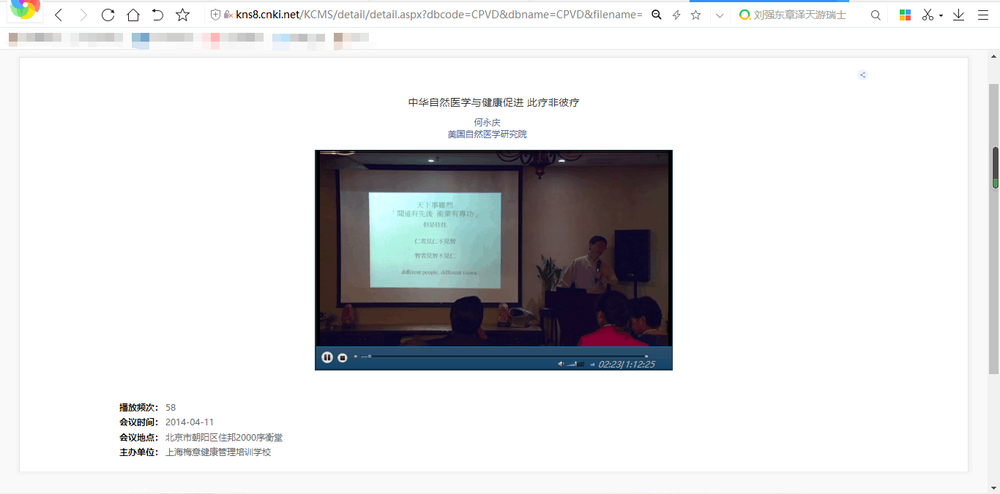 kns8.cnki.net/KCMS/detail/detail.aspx?dbcode=CPVD&dbname=CPVD&filename=
刘强东章泽天游瑞士
中华自然医学与健康促进 此疗非彼疗
何永庆
美国自然医学研究院
天下事雖然
「聞道有先後 術業有專功」
但是往往
仁者見仁不見智
智者見智不見仁
different people, different views
02:23/1:12:25
播放频次： 58
会议时间： 2014-04-11
会议地点： 北京市朝阳区住邦2000序衡堂
主办单位： 上海梅意健康管理培训学校